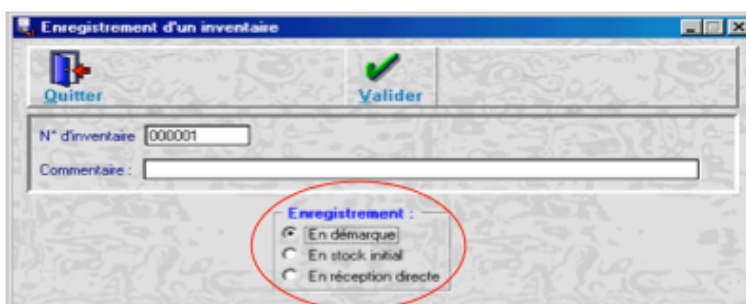 Enregistrement d'un inventaire
Quitter
Valider
N° d'inventaire 000001
Commentaire :
Enregistrement :
En démarque
En stock initial
En réception directe